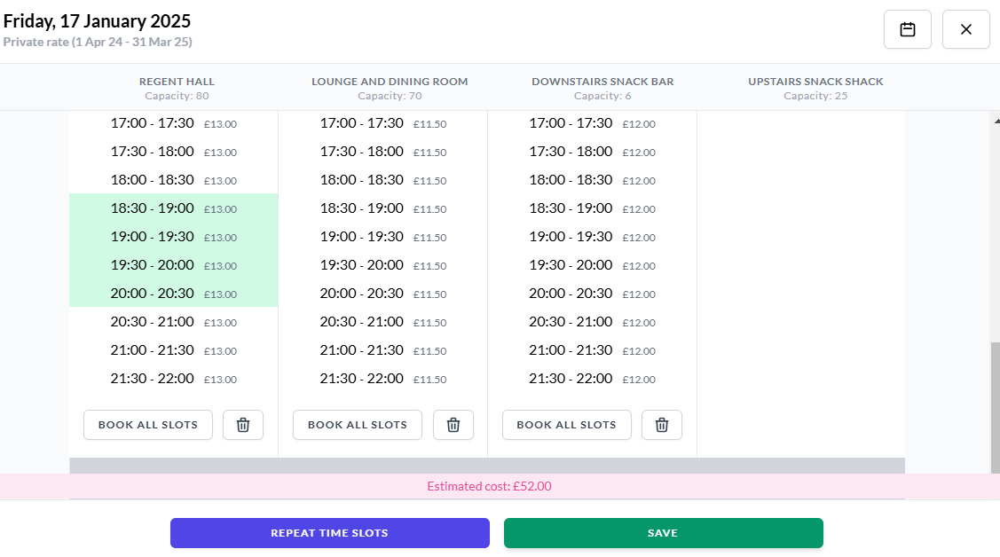 Friday, 17 January 2025
Private rate (1 Apr 24 - 31 Mar 25)
REGENT HALL LOUNGE AND DINING ROOM DOWNSTAIRS SNACK BAR UPSTAIRS SNACK SHACK
Capacity: 80 Capacity: 70 Capacity: 6 Capacity: 25
17:00 - 17:30 £13.00 17:00 - 17:30 £11.50 17:00 - 17:30 £12.00
17:30 - 18:00 £13.00 17:30 - 18:00 £11.50 17:30 - 18:00 £12.00
18:00 - 18:30 £13.00 18:00 - 18:30 £11.50 18:00 - 18:30 £12.00
18:30 - 19:00 £13.00 18:30 - 19:00 £11.50 18:30 - 19:00 £12.00
19:00 - 19:30 £13.00 19:00 - 19:30 £11.50 19:00 - 19:30 £12.00
19:30 - 20:00 £13.00 19:30 - 20:00 £11.50 19:30 - 20:00 £12.00
20:00 - 20:30 £13.00 20:00 - 20:30 £11.50 20:00 - 20:30 £12.00
20:30 - 21:00 £13.00 20:30 - 21:00 £11.50 20:30 - 21:00 £12.00
21:00 - 21:30 £13.00 21:00 - 21:30 £11.50 21:00 - 21:30 £12.00
21:30 - 22:00 £13.00 21:30 - 22:00 £11.50 21:30 - 22:00 £12.00
BOOK ALL SLOTS BOOK ALL SLOTS BOOK ALL SLOTS
Estimated cost: £52.00
REPEAT TIME SLOTS SAVE